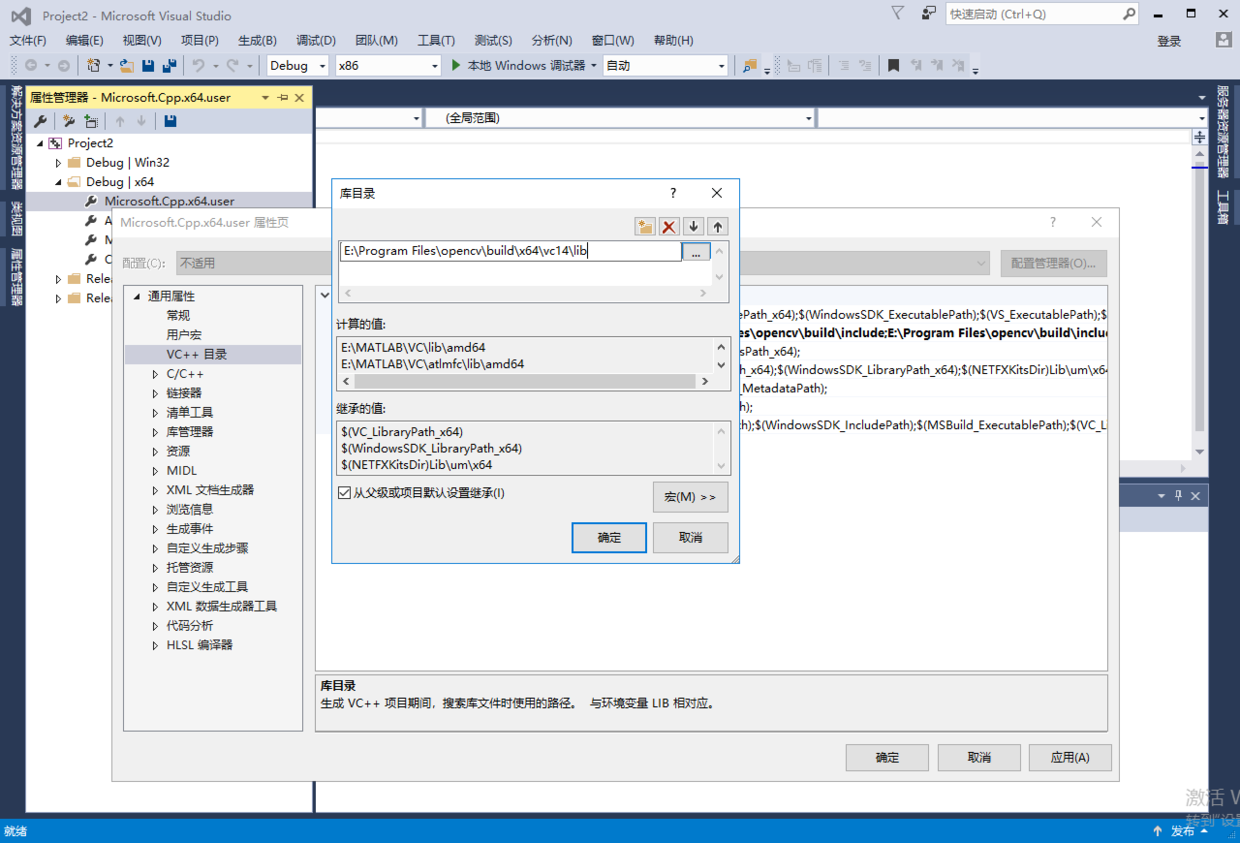 Project2 - Microsoft Visual Studio
快速启动 (Ctrl+Q)
文件(F) 编辑(E) 视图(V) 项目(P) 生成(B) 调试(D) 团队(M) 工具(T) 测试(S) 分析(N) 窗口(W) 帮助(H)
登录
Debug x86 本地 Windows 调试器 自动
解决方案资源管理器
类视图
属性管理器
属性管理器 - Microsoft.Cpp.x64.user
Project2
Debug | Win32
Debug | x64
Microsoft.Cpp.x64.user
(全局范围)
服务器资源管理器
工具箱
Microsoft.Cpp.x64.user 属性页
?
配置(C): 不适用
配置管理器(O)...
通用属性
常规
用户宏
VC++ 目录
C/C++
链接器
清单工具
库管理器
资源
MIDL
XML 文档生成器
浏览信息
生成事件
自定义生成步骤
托管资源
自定义生成工具
XML 数据生成器工具
代码分析
HLSL 编译器
库目录
?
E:\Program Files\opencv\build\x64\vc14\lib
...
计算的值:
E:\MATLAB\VC\lib\amd64
E:\MATLAB\VC\atlmfc\lib\amd64
继承的值:
$(VC_LibraryPath_x64)
$(WindowsSDK_LibraryPath_x64)
$(NETFXKitsDir)Lib\um\x64
从父级或项目默认设置继承(I)
宏(M) >>
确定 取消
ePath_x64);$(WindowsSDK_ExecutablePath);$(VS_ExecutablePath);$
es\opencv\build\include;E:\Program Files\opencv\build\inclu
sPath_x64);
h_x64);$(WindowsSDK_LibraryPath_x64);$(NETFXKitsDir)Lib\um\x64
_MetadataPath);
h);
th);$(WindowsSDK_IncludePath);$(MSBuild_ExecutablePath);$(VC_L
库目录
生成 VC++ 项目期间，搜索库文件时使用的路径。 与环境变量 LIB 相对应。
确定 取消 应用(A)
激活 W
转到"设
就绪
发布